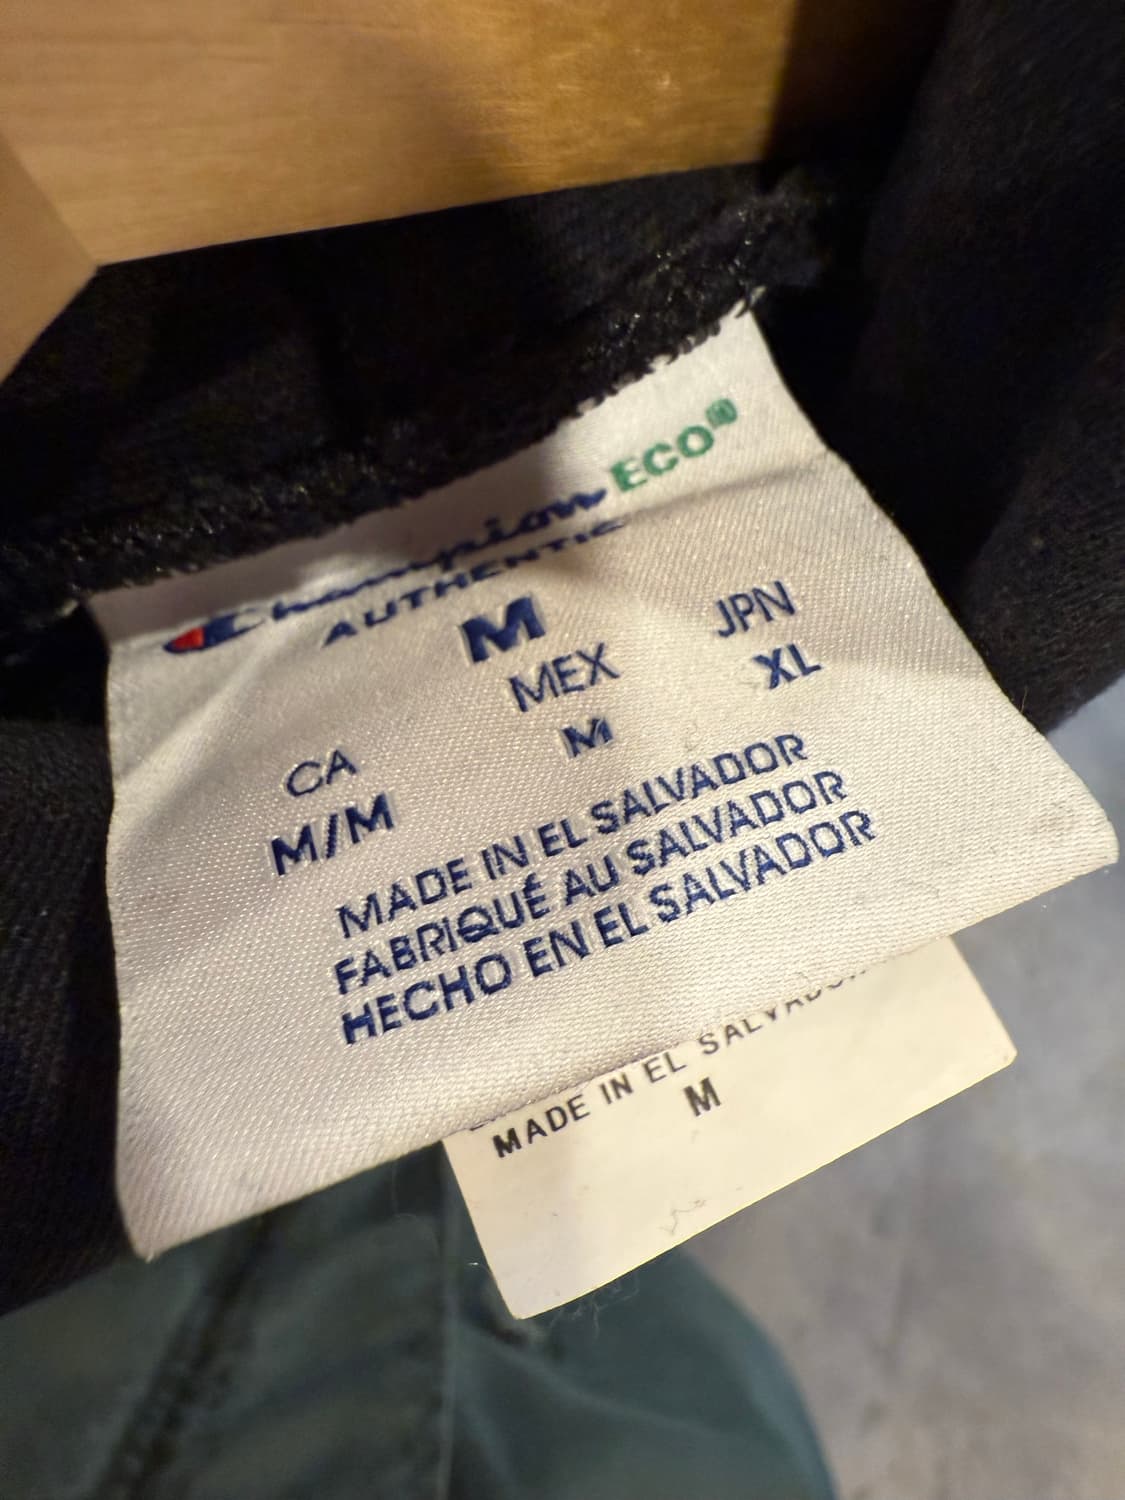 Champion ECO
AUTHENTIC
M
CA MEX JPN
M/M M XL
MADE IN EL SALVADOR
FABRIQUÉ AU SALVADOR
HECHO EN EL SALVADOR
MADE IN EL SALVADOR
M